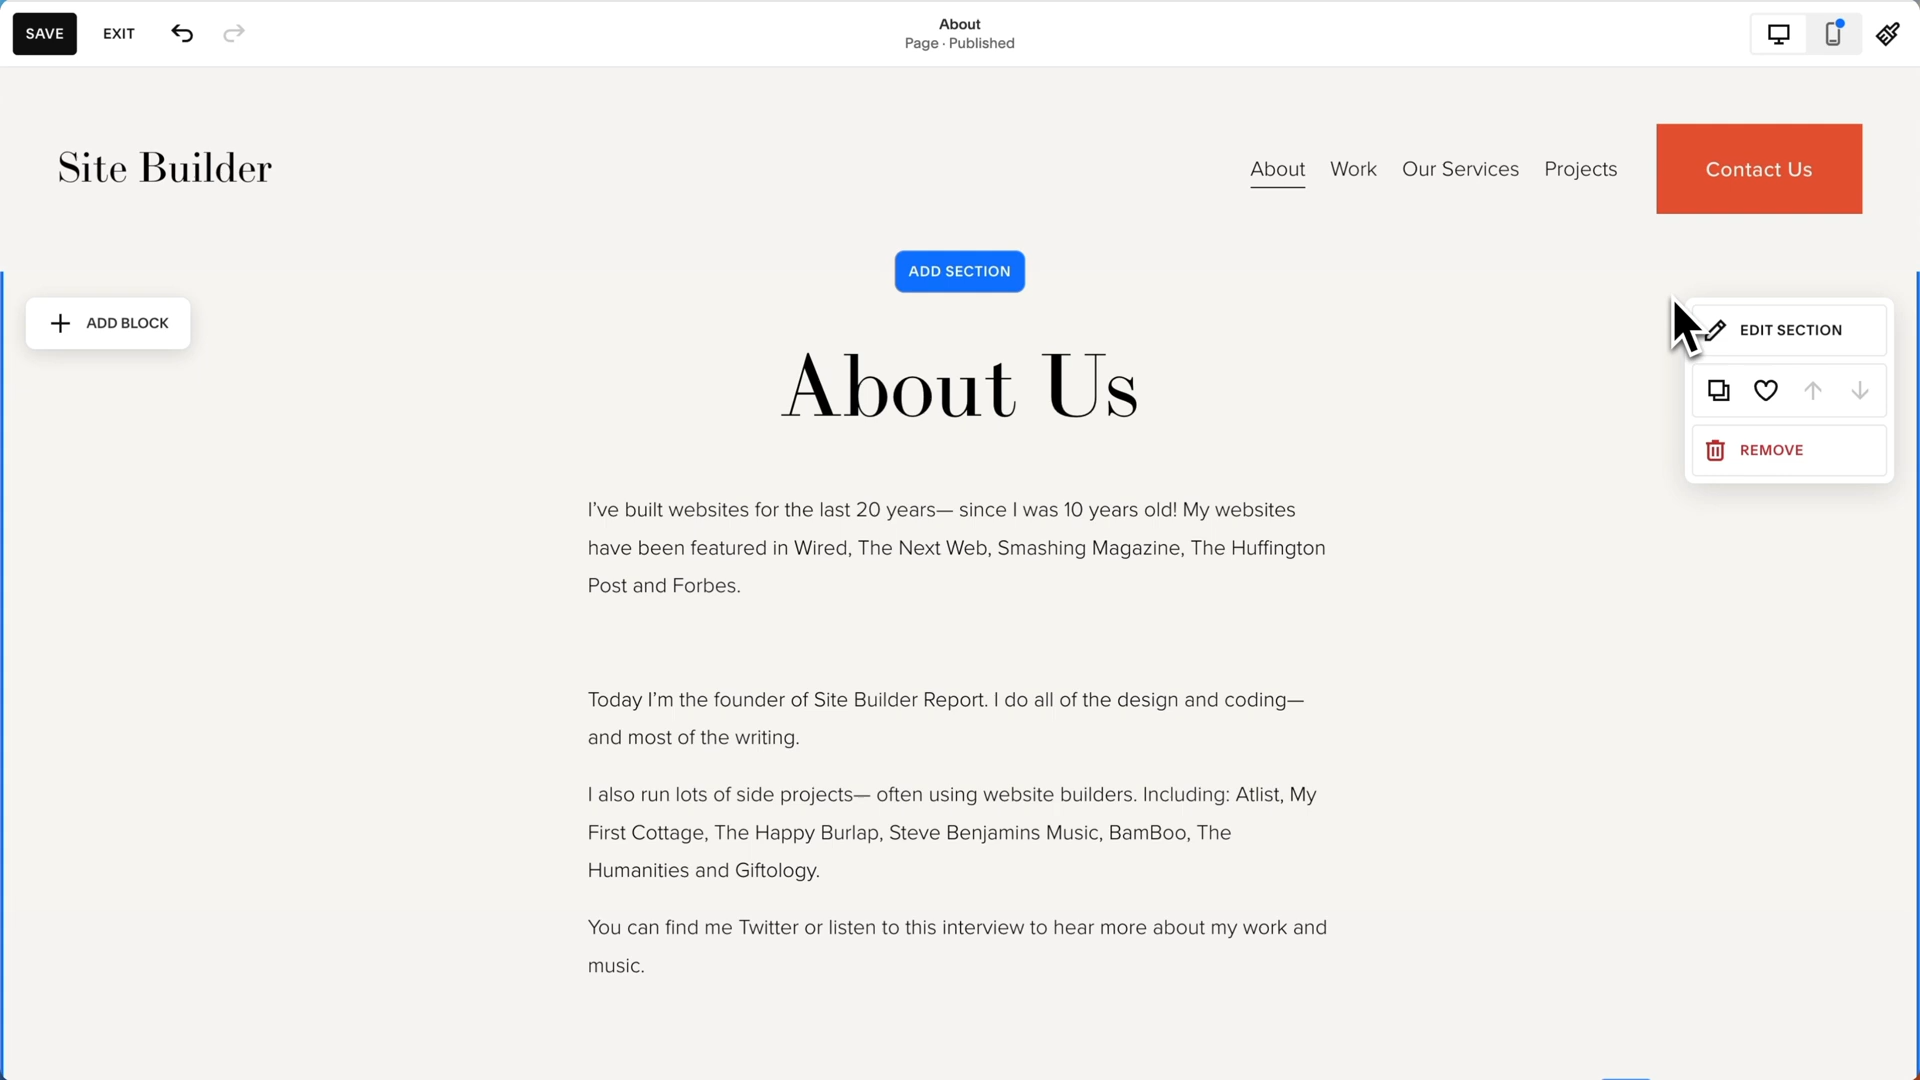 SAVE EXIT
About
Page · Published
Site Builder
About Work Our Services Projects Contact Us
ADD SECTION
ADD BLOCK
EDIT SECTION
REMOVE
About Us
I’ve built websites for the last 20 years— since I was 10 years old! My websites
have been featured in Wired, The Next Web, Smashing Magazine, The Huffington
Post and Forbes.
Today I’m the founder of Site Builder Report. I do all of the design and coding—
and most of the writing.
I also run lots of side projects— often using website builders. Including: Atlist, My
First Cottage, The Happy Burlap, Steve Benjamins Music, BamBoo, The
Humanities and Giftology.
You can find me Twitter or listen to this interview to hear more about my work and
music.